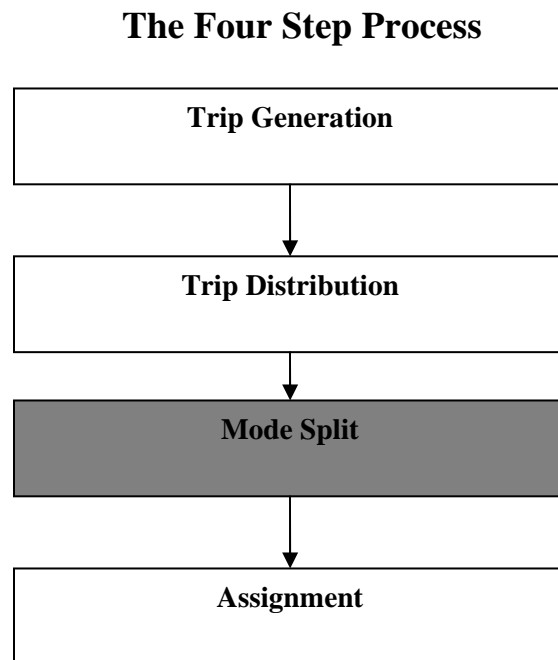 The Four Step Process
Trip Generation
Trip Distribution
Mode Split
Assignment